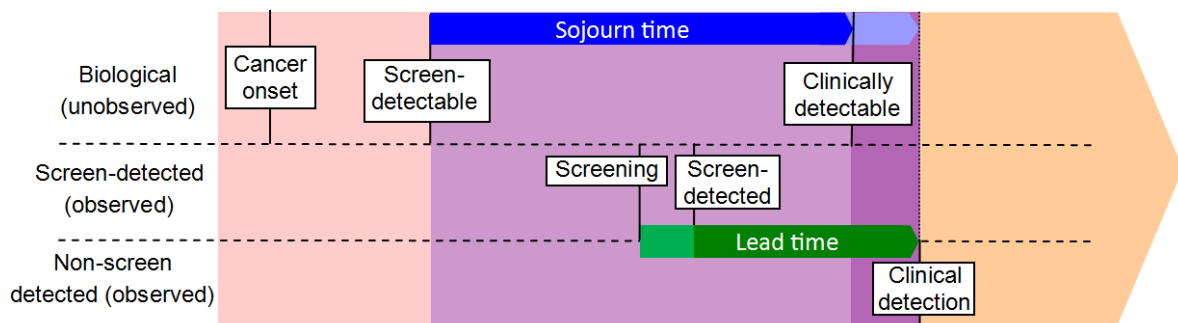 Sojourn time
Biological
(unobserved)
Cancer
onset
Screen-
detectable
Clinically
detectable
Screen-detected
(observed)
Screening
Screen-
detected
Lead time
Non-screen
detected (observed)
Clinical
detection